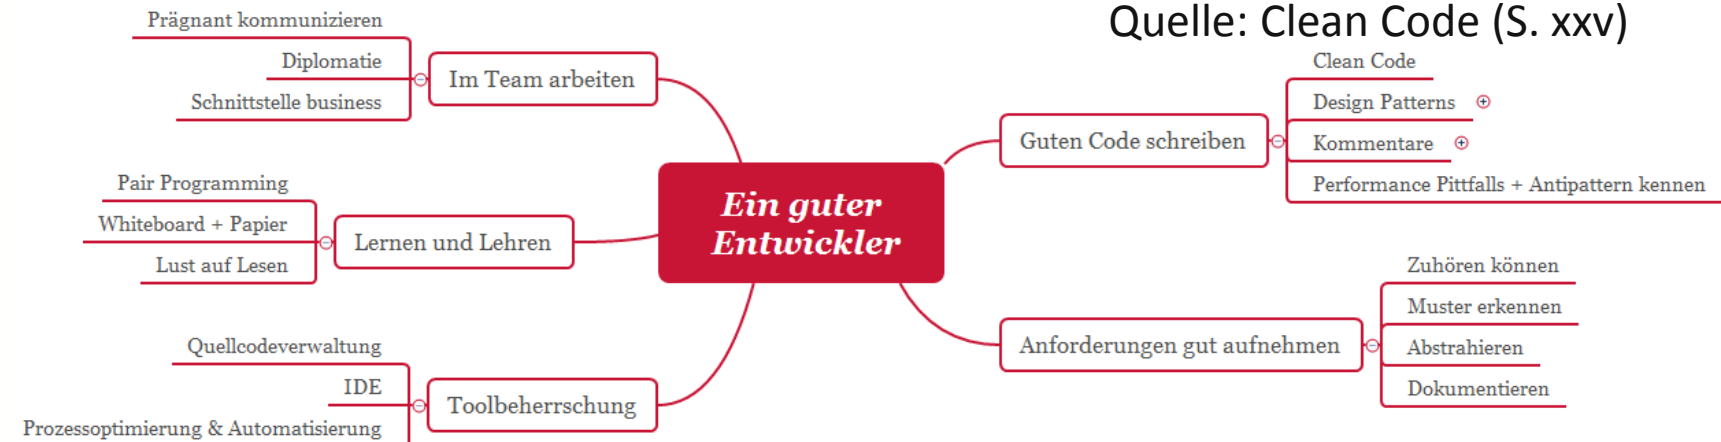 Quelle: Clean Code (S. xxv)
Ein guter
Entwickler
Im Team arbeiten
Prägnant kommunizieren
Diplomatie
Schnittstelle business
Lernen und Lehren
Pair Programming
Whiteboard + Papier
Lust auf Lesen
Toolbeherrschung
Quellcodeverwaltung
IDE
Prozessoptimierung & Automatisierung
Guten Code schreiben
Clean Code
Design Patterns
Kommentare
Performance Pittfalls + Antipattern kennen
Anforderungen gut aufnehmen
Zuhören können
Muster erkennen
Abstrahieren
Dokumentieren